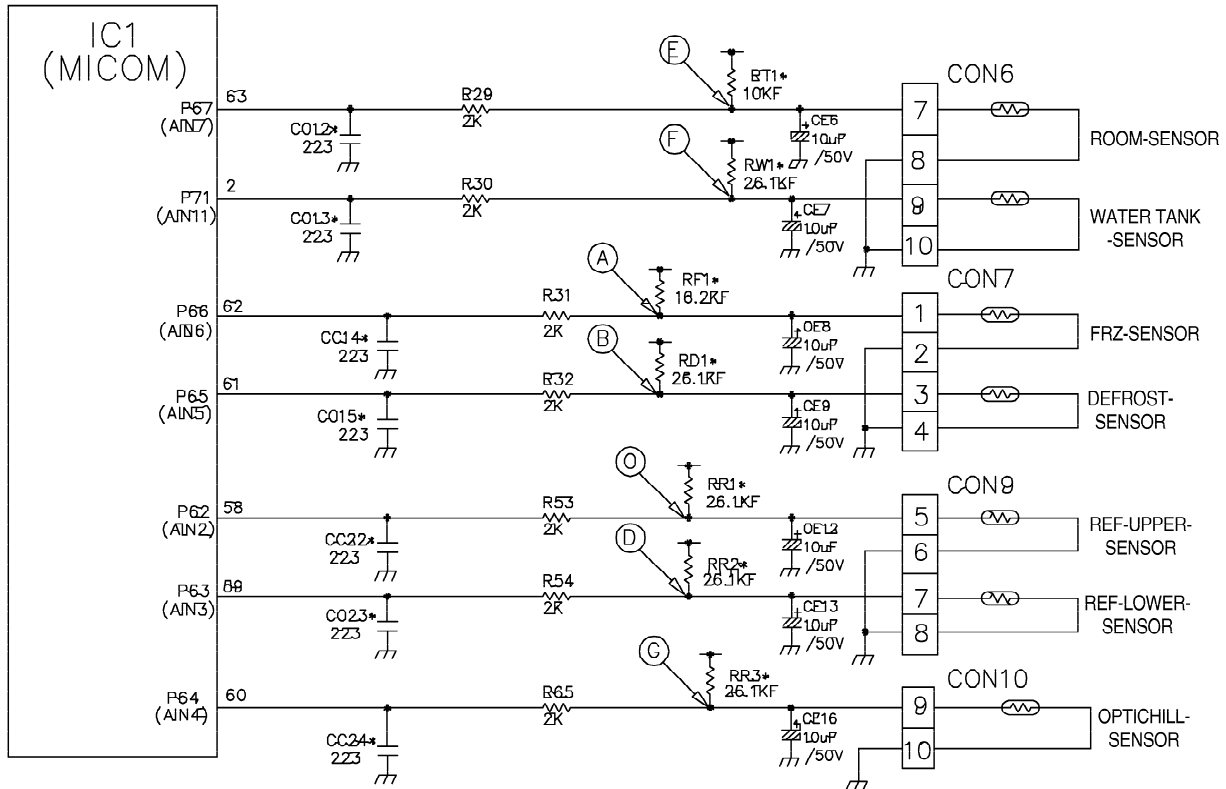 IC1
(MICOM)
CON6
E
RT1*
10KF
P67
(AIN7)
63
CO12*
223
R29
2K
CE6
10uF
/50V
7
8
ROOM-SENSOR
F
RW1*
26.1KF
P71
(AIN11)
2
CO13*
223
R30
2K
CE7
10uF
/50V
9
10
WATER TANK
-SENSOR
CON7
A
RF1*
16.2KF
P66
(AIN6)
62
CC14*
223
R31
2K
OE8
10uF
/50V
1
2
FRZ-SENSOR
B
RD1*
26.1KF
P65
(AIN5)
61
CO15*
223
R32
2K
CE9
10uF
/50V
3
4
DEFROST-
SENSOR
CON9
O
RR1*
26.1KF
P62
(AIN2)
58
CC22*
223
R53
2K
OE12
10uF
/50V
5
6
REF-UPPER-
SENSOR
D
RR2*
26.1KF
P63
(AIN3)
CO23*
223
R54
2K
CE13
10uF
/50V
7
8
REF-LOWER-
SENSOR
CON10
G
RR3*
26.1KF
P64
(AIN4)
60
CC24*
223
R65
2K
CE16
10uF
/50V
9
10
OPTICHILL-
SENSOR